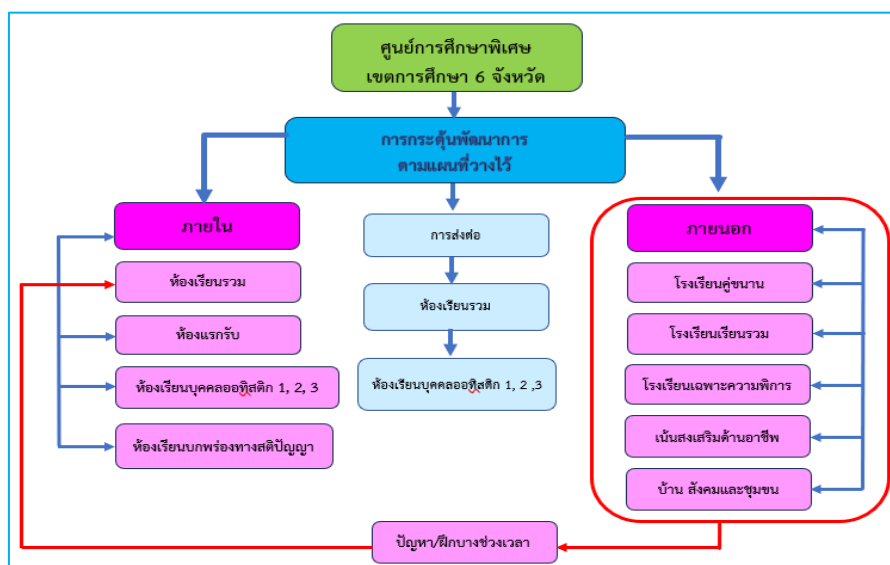 ศูนย์การศึกษาพิเศษ
เขตการศึกษา 6 จังหวัด
การกระตุ้นพัฒนาการ
ตามแผนที่วางไว้
ภายใน
ห้องเรียนรวม
ห้องแรกรับ
ห้องเรียนบุคคลออทิสติก 1, 2, 3
ห้องเรียนบกพร่องทางสติปัญญา
การส่งต่อ
ห้องเรียนรวม
ห้องเรียนบุคคลออทิสติก 1, 2 ,3
ภายนอก
โรงเรียนคู่ขนาน
โรงเรียนเรียนรวม
โรงเรียนเฉพาะความพิการ
เน้นสงเสริมด้านอาชีพ
บ้าน สังคมและชุมชน
ปัญหา/ฝึกบางช่วงเวลา